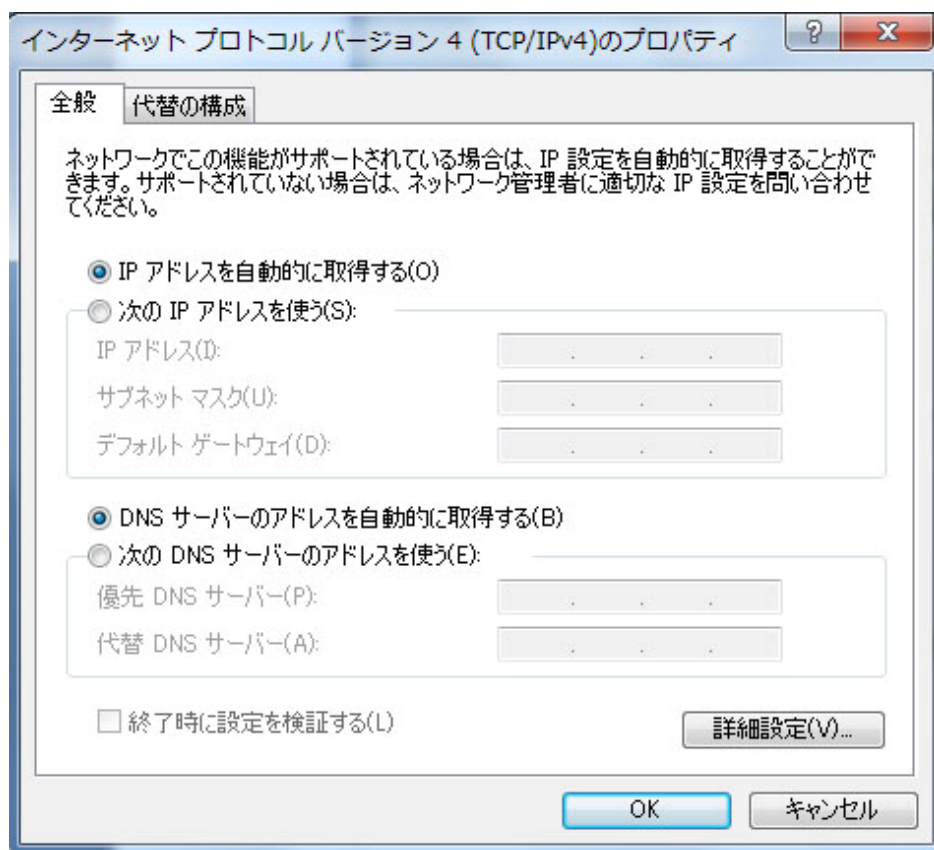 インターネット プロトコル バージョン 4 (TCP/IPv4)のプロパティ
全般
代替の構成
ネットワークでこの機能がサポートされている場合は、IP 設定を自動的に取得することがで
きます。サポートされていない場合は、ネットワーク管理者に適切な IP 設定を問い合わせ
てください。
IP アドレスを自動的に取得する(O)
次の IP アドレスを使う(S):
IP アドレス(I):
サブネット マスク(U):
デフォルト ゲートウェイ(D):
DNS サーバーのアドレスを自動的に取得する(B)
次の DNS サーバーのアドレスを使う(E):
優先 DNS サーバー(P):
代替 DNS サーバー(A):
終了時に設定を検証する(L)
詳細設定(V)...
OK
キャンセル